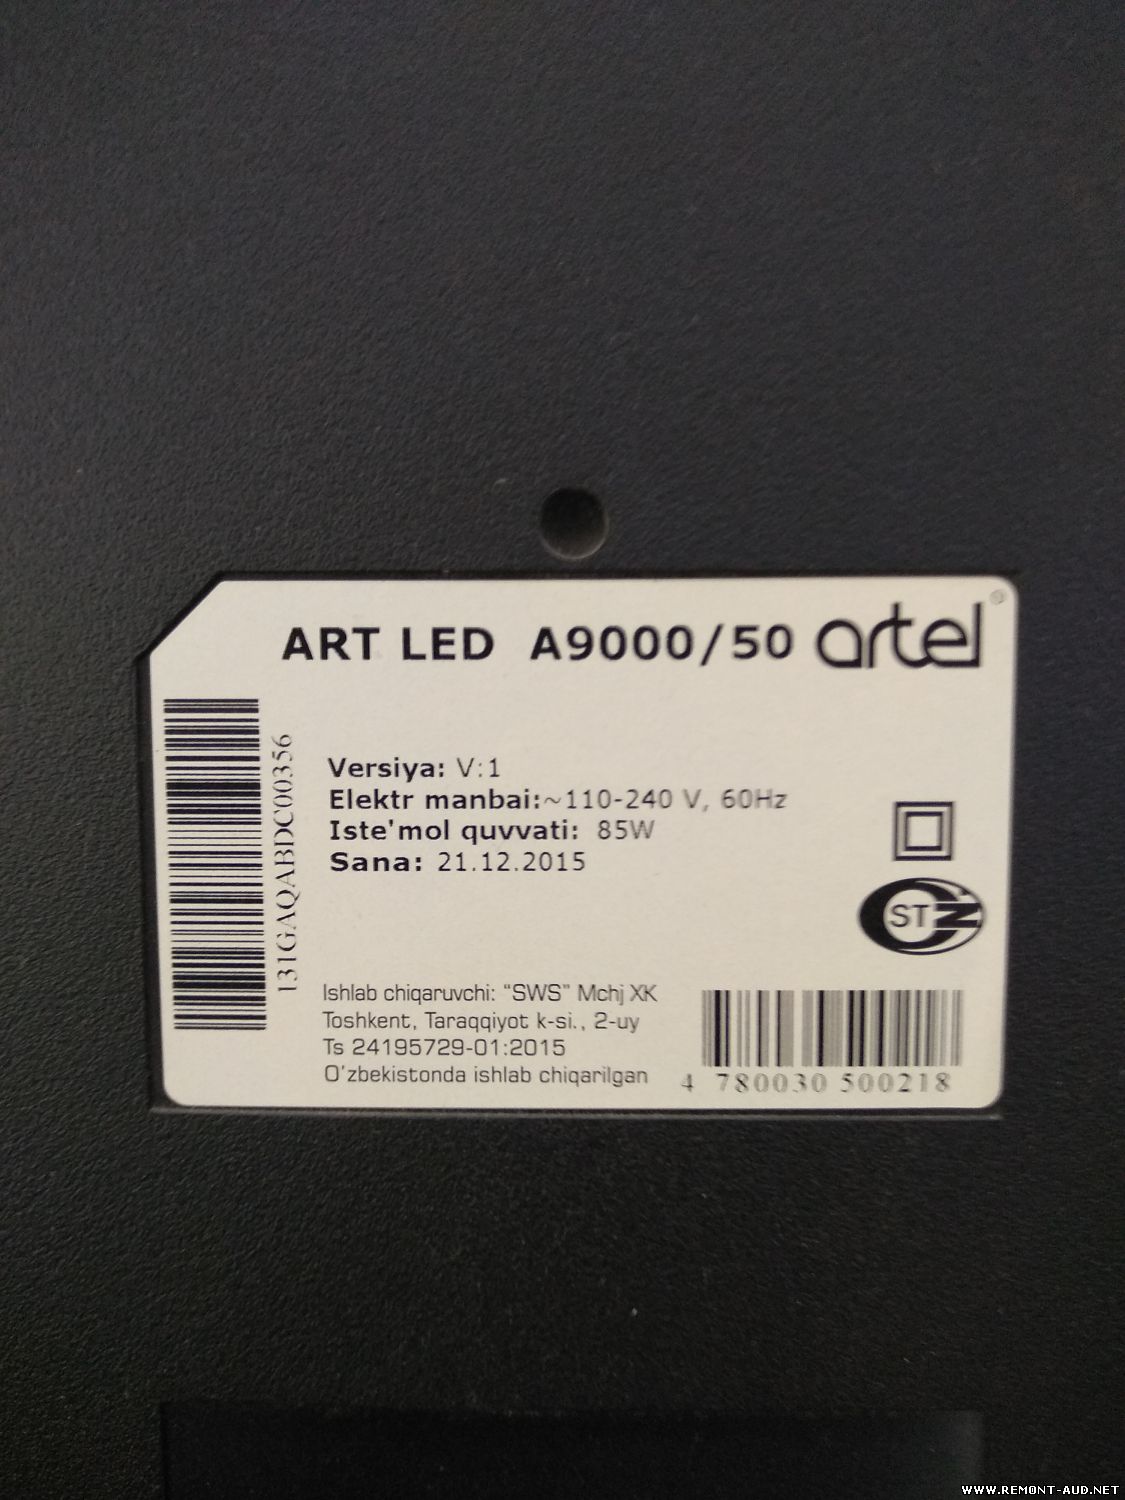 ART LED A9000/50 artel®
131GAQABDC00356
Versiya: V:1
Elektr manbai:~110-240 V, 60Hz
Iste'mol quvvati: 85W
Sana: 21.12.2015
STZ
Ishlab chiqaruvchi: "SWS" Mchj XK
Toshkent, Taraqqiyot k-si., 2-uy
Ts 24195729-01:2015
O'zbekistonda ishlab chiqarilgan
4 780030 500218
WWW.REMONT-AUD.NET